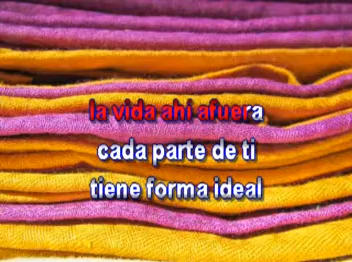 la vida ahi afuera
cada parte de ti
tiene forma ideal